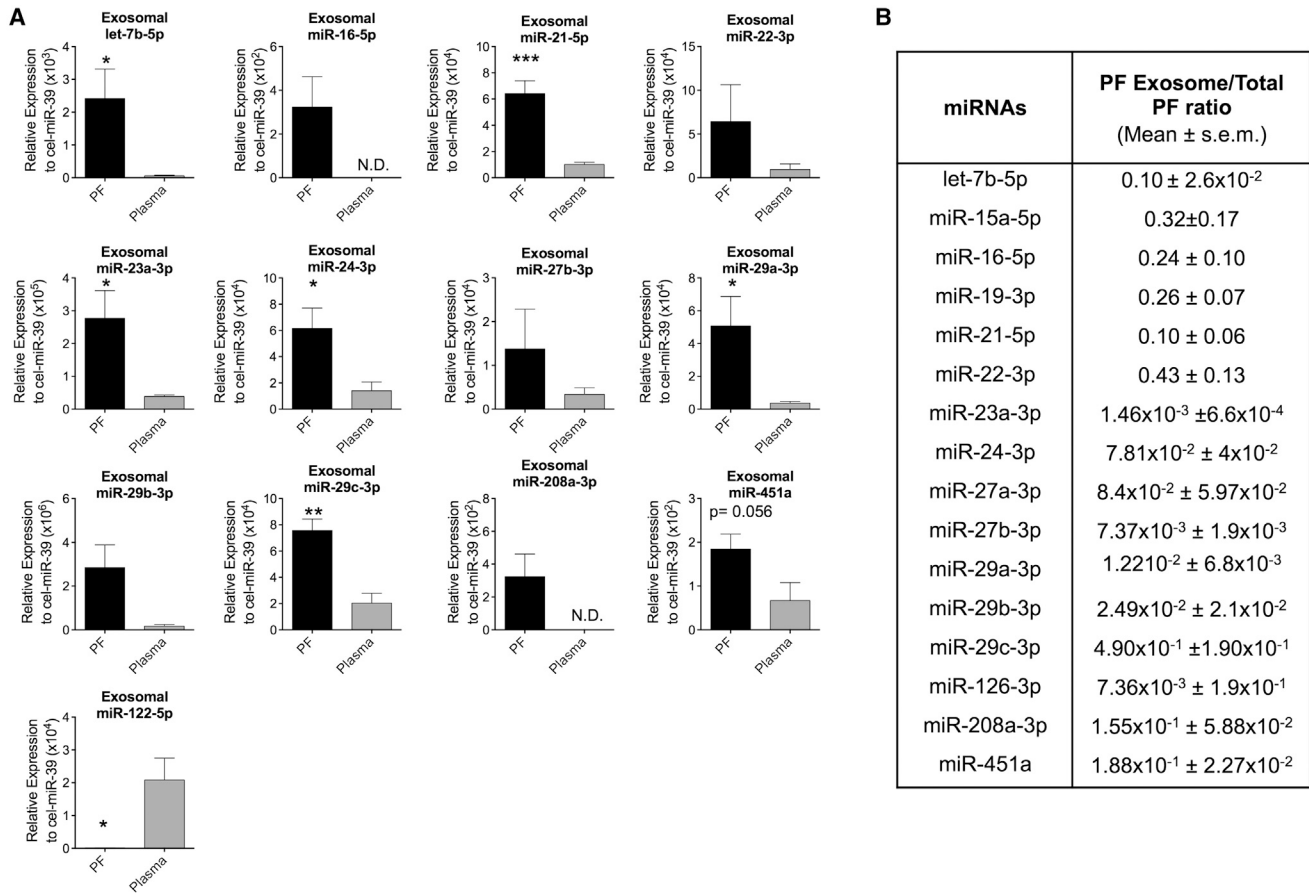 A
Exosomal
let-7b-5p
Relative Expression
to cel-miR-39 (x10³)
4
3
2
1
0
*
PF
Plasma
Exosomal
miR-16-5p
Relative Expression
to cel-miR-39 (x10²)
6
4
2
0
N.D.
PF
Plasma
Exosomal
miR-21-5p
Relative Expression
to cel-miR-39 (x10⁴)
10
8
6
4
2
0
***
PF
Plasma
Exosomal
miR-22-3p
Relative Expression
to cel-miR-39 (x10⁴)
15
10
5
0
PF
Plasma
Exosomal
miR-23a-3p
Relative Expression
to cel-miR-39 (x10⁵)
4
3
2
1
0
*
PF
Plasma
Exosomal
miR-24-3p
Relative Expression
to cel-miR-39 (x10⁴)
10
8
6
4
2
0
*
PF
Plasma
Exosomal
miR-27b-3p
Relative Expression
to cel-miR-39 (x10⁴)
4
3
2
1
0
PF
Plasma
Exosomal
miR-29a-3p
Relative Expression
to cel-miR-39 (x10⁴)
8
6
4
2
0
*
PF
Plasma
Exosomal
miR-29b-3p
Relative Expression
to cel-miR-39 (x10⁶)
6
4
2
0
PF
Plasma
Exosomal
miR-29c-3p
Relative Expression
to cel-miR-39 (x10⁴)
10
8
6
4
2
0
**
PF
Plasma
Exosomal
miR-208a-3p
Relative Expression
to cel-miR-39 (x10²)
8
6
4
2
0
N.D.
PF
Plasma
Exosomal
miR-451a
p= 0.056
Relative Expression
to cel-miR-39 (x10²)
3
2
1
0
PF
Plasma
Exosomal
miR-122-5p
Relative Expression
to cel-miR-39 (x10⁴)
4
3
2
1
0
*
PF
Plasma
B
miRNAs
PF Exosome/Total
PF ratio
(Mean ± s.e.m.)
let-7b-5p 0.10 ± 2.6x10⁻²
miR-15a-5p 0.32±0.17
miR-16-5p 0.24 ± 0.10
miR-19-3p 0.26 ± 0.07
miR-21-5p 0.10 ± 0.06
miR-22-3p 0.43 ± 0.13
miR-23a-3p 1.46x10⁻³ ±6.6x10⁻⁴
miR-24-3p 7.81x10⁻² ± 4x10⁻²
miR-27a-3p 8.4x10⁻² ± 5.97x10⁻²
miR-27b-3p 7.37x10⁻³ ± 1.9x10⁻³
miR-29a-3p 1.2210⁻² ± 6.8x10⁻³
miR-29b-3p 2.49x10⁻² ± 2.1x10⁻²
miR-29c-3p 4.90x10⁻¹ ±1.90x10⁻¹
miR-126-3p 7.36x10⁻³ ± 1.9x10⁻¹
miR-208a-3p 1.55x10⁻¹ ± 5.88x10⁻²
miR-451a 1.88x10⁻¹ ± 2.27x10⁻²